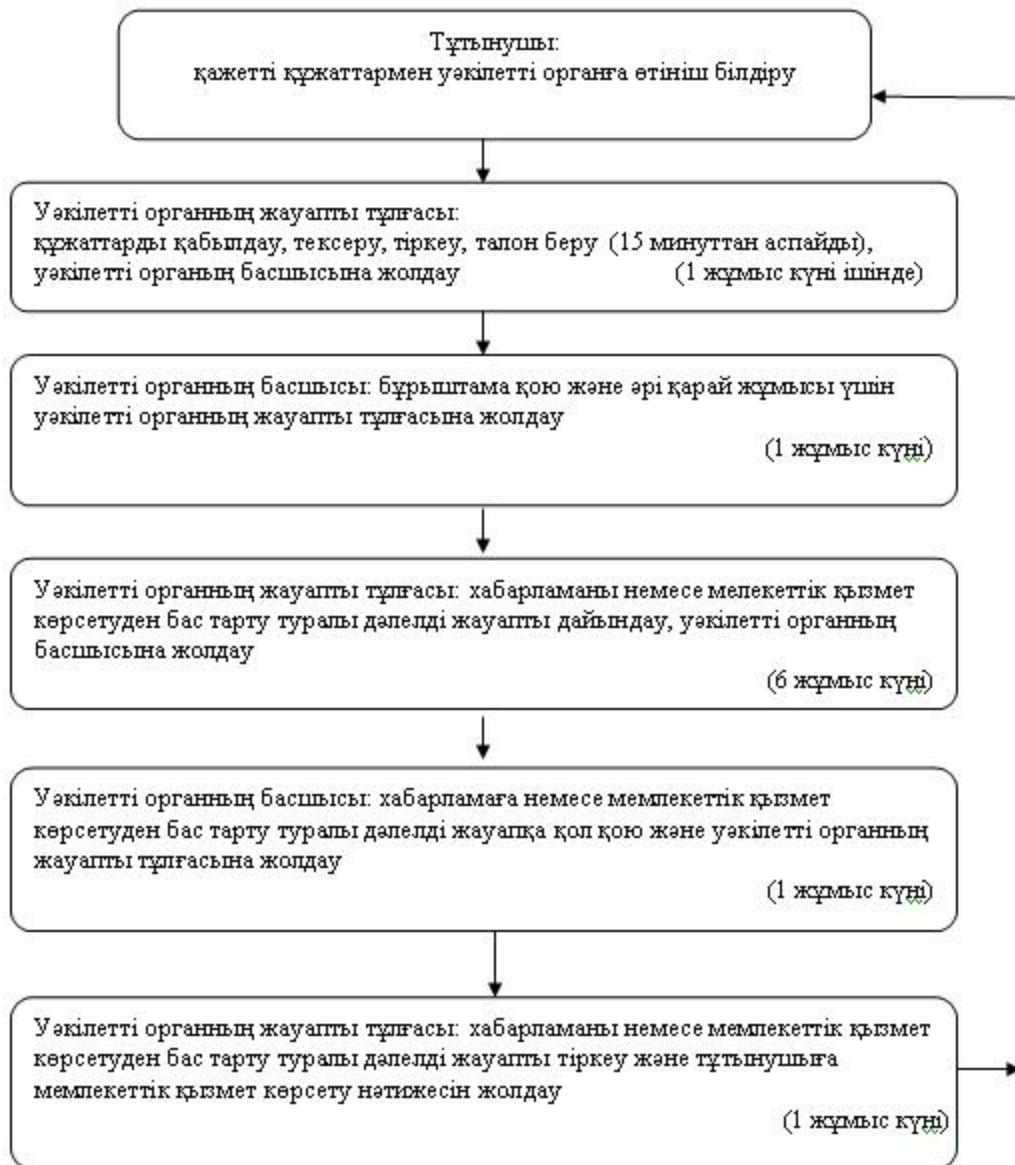 Тұтынушы:
қажетті құжаттармен уәкілетті органға өтініш білдіру
Уәкілетті органның жауапты тұлғасы:
құжаттарды қабылдау, тексеру, тіркеу, талон беру (15 минуттан аспайды),
уәкілетті органың басшысына жолдау (1 жұмыс күні ішінде)
Уәкілетті органның басшысы: бұрыштама қою және әрі қарай жұмысы үшін
уәкілетті органның жауапты тұлғасына жолдау
(1 жұмыс күні)
Уәкілетті органның жауапты тұлғасы: хабарламаны немесе мелекеттік қызмет
көрсетуден бас тарту туралы дәлелді жауапты дайындау, уәкілетті органның
басшысына жолдау
(6 жұмыс күні)
Уәкілетті органның басшысы: хабарламаға немесе мемлекеттік қызмет
көрсетуден бас тарту туралы дәлелді жауапқа қол қою және уәкілетті органның
жауапты тұлғасына жолдау
(1 жұмыс күні)
Уәкілетті органның жауапты тұлғасы: хабарламаны немесе мемлекеттік қызмет
көрсетуден бас тарту туралы дәлелді жауапты тіркеу және тұтынушыға
мемлекеттік қызмет көрсету нәтижесін жолдау
(1 жұмыс күні)